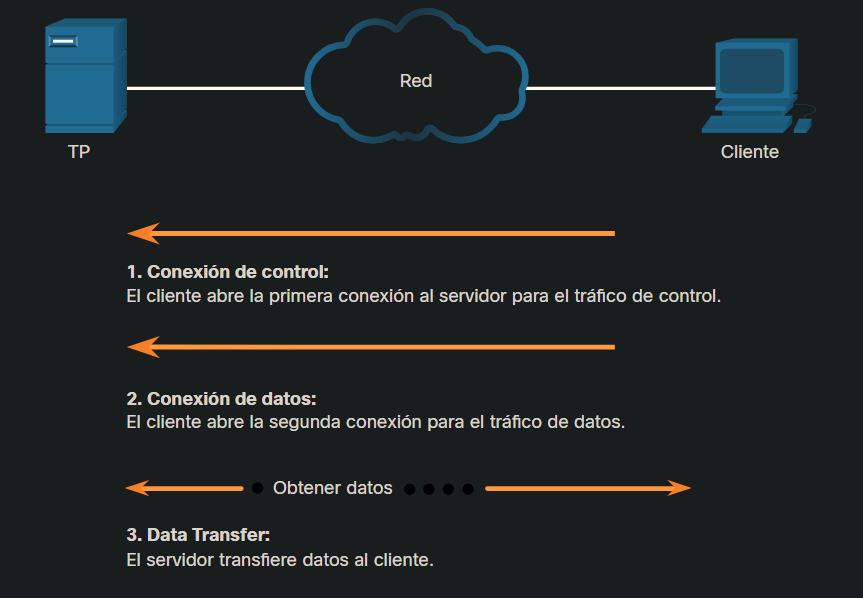 Red
TP
Cliente
1. Conexión de control:
El cliente abre la primera conexión al servidor para el tráfico de control.
2. Conexión de datos:
El cliente abre la segunda conexión para el tráfico de datos.
Obtener datos
3. Data Transfer:
El servidor transfiere datos al cliente.